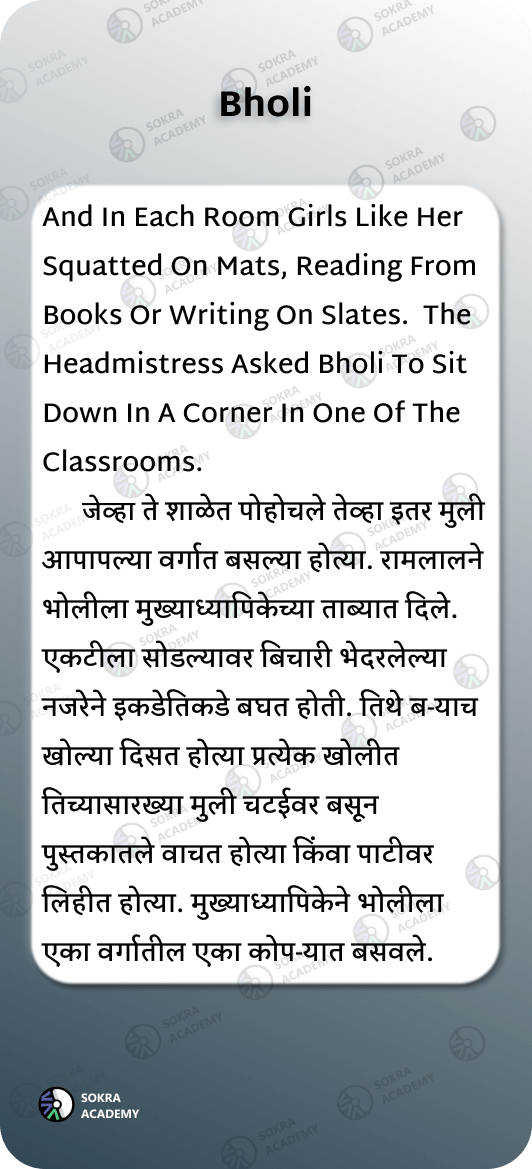 Bholi
And In Each Room Girls Like Her
Squatted On Mats, Reading From
Books Or Writing On Slates.  The
Headmistress Asked Bholi To Sit
Down In A Corner In One Of The
Classrooms.
जेव्हा ते शाळेत पोहोचले तेव्हा इतर मुली
आपापल्या वर्गात बसल्या होत्या. रामलालने
भोलीला मुख्याध्यापिकेच्या ताब्यात दिले.
एकटीला सोडल्यावर बिचारी भेदरलेल्या
नजरेने इकडेतिकडे बघत होती. तिथे ब-याच
खोल्या दिसत होत्या प्रत्येक खोलीत
तिच्यासारख्या मुली चटईवर बसून
पुस्तकातले वाचत होत्या किंवा पाटीवर
लिहीत होत्या. मुख्याध्यापिकेने भोलीला
एका वर्गातील एका कोप-यात बसवले.
SOKRA
ACADEMY